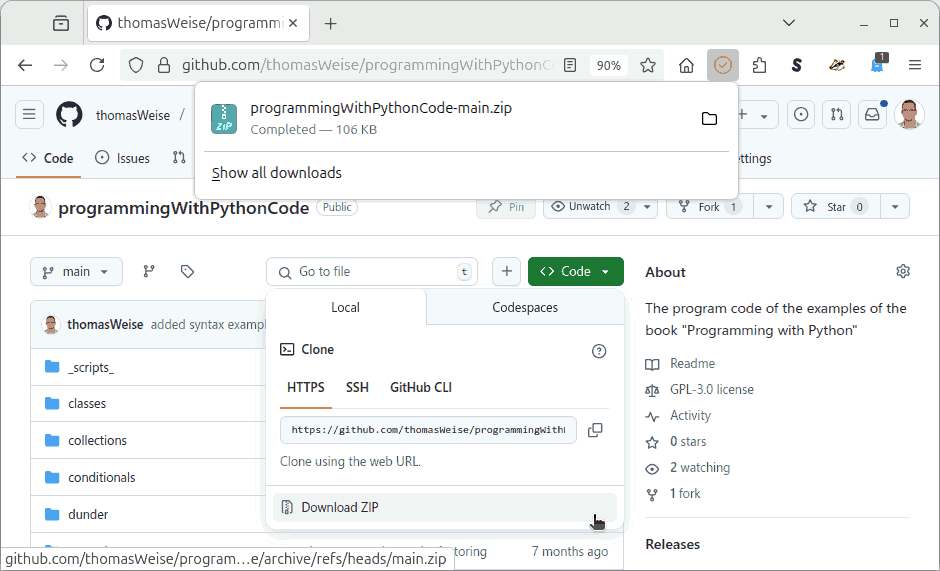 thomasWeise/programmi
github.com/thomasWeise/programmingWithPythonC
90%
S
1
programmingWithPythonCode-main.zip
ZIP
Completed — 106 KB
Show all downloads
thomasWeise /
Code
Issues
ettings
programmingWithPythonCode
Public
Pin
Unwatch 2
Fork 1
Star 0
main
Go to file
t
Code
About
Local
Codespaces
The program code of the examples of the
book "Programming with Python"
thomasWeise added syntax exampl
Clone
Readme
_scripts_
HTTPS
SSH
GitHub CLI
GPL-3.0 license
classes
Activity
https://github.com/thomasWeise/programmingWith
collections
0 stars
Clone using the web URL.
2 watching
conditionals
1 fork
Download ZIP
dunder
Releases
toring
7 months ago
github.com/thomasWeise/program…e/archive/refs/heads/main.zip